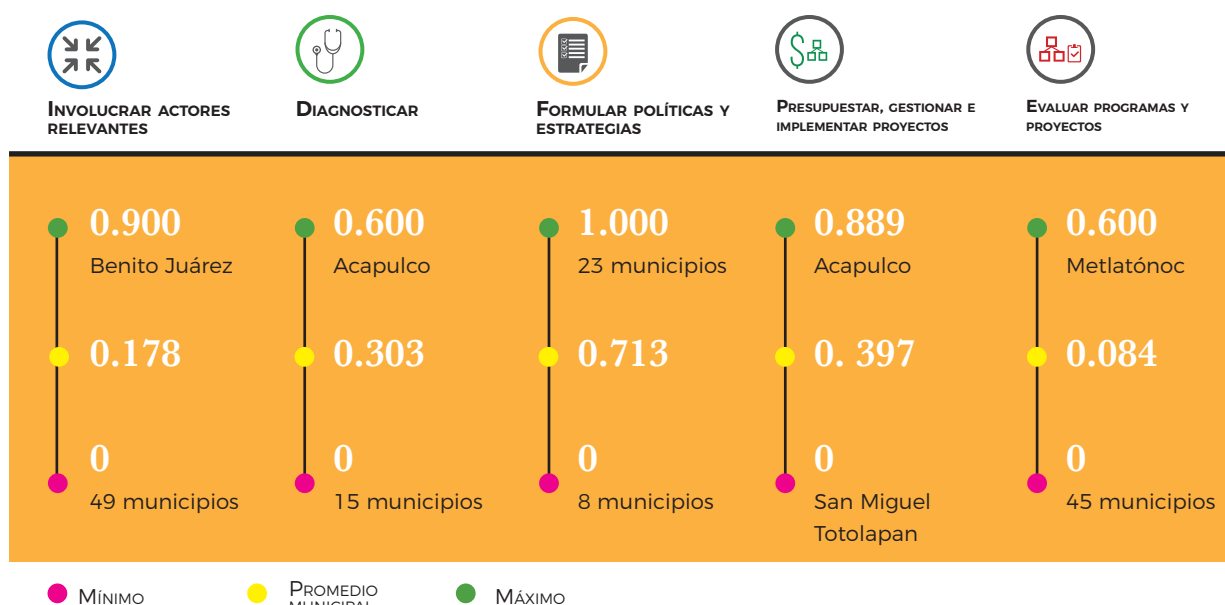 INVOLUCRAR ACTORES
RELEVANTES
DIAGNOSTICAR
FORMULAR POLÍTICAS Y
ESTRATEGIAS
PRESUPUESTAR, GESTIONAR E
IMPLEMENTAR PROYECTOS
EVALUAR PROGRAMAS Y
PROYECTOS
0.900
Benito Juárez
0.178
0
49 municipios
0.600
Acapulco
0.303
0
15 municipios
1.000
23 municipios
0.713
0
8 municipios
0.889
Acapulco
0. 397
0
San Miguel
Totolapan
0.600
Metlatónoc
0.084
0
45 municipios
MÍNIMO
PROMEDIO
MUNICIPAL
MÁXIMO